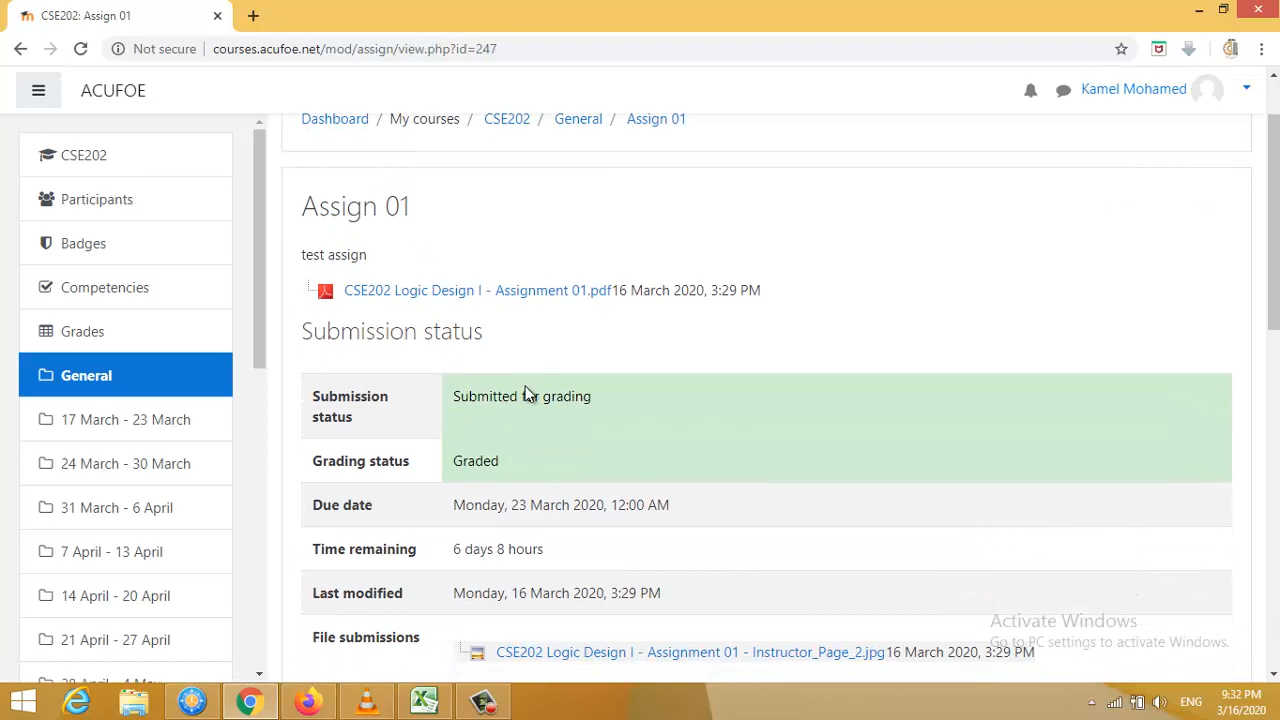 CSE202: Assign 01
Not secure
courses.acufoe.net/mod/assign/view.php?id=247
ACUFOE
Kamel Mohamed
Dashboard / My courses / CSE202 / General / Assign 01
CSE202
Participants
Badges
Competencies
Grades
General
17 March - 23 March
24 March - 30 March
31 March - 6 April
7 April - 13 April
14 April - 20 April
21 April - 27 April
Assign 01
test assign
CSE202 Logic Design I - Assignment 01.pdf16 March 2020, 3:29 PM
Submission status
Submission status
Submitted for grading
Grading status
Graded
Due date
Monday, 23 March 2020, 12:00 AM
Time remaining
6 days 8 hours
Last modified
Monday, 16 March 2020, 3:29 PM
File submissions
CSE202 Logic Design I - Assignment 01 - Instructor_Page_2.jpg16 March 2020, 3:29 PM
Activate Windows
Go to PC settings to activate Windows.
ENG
9:32 PM
3/16/2020